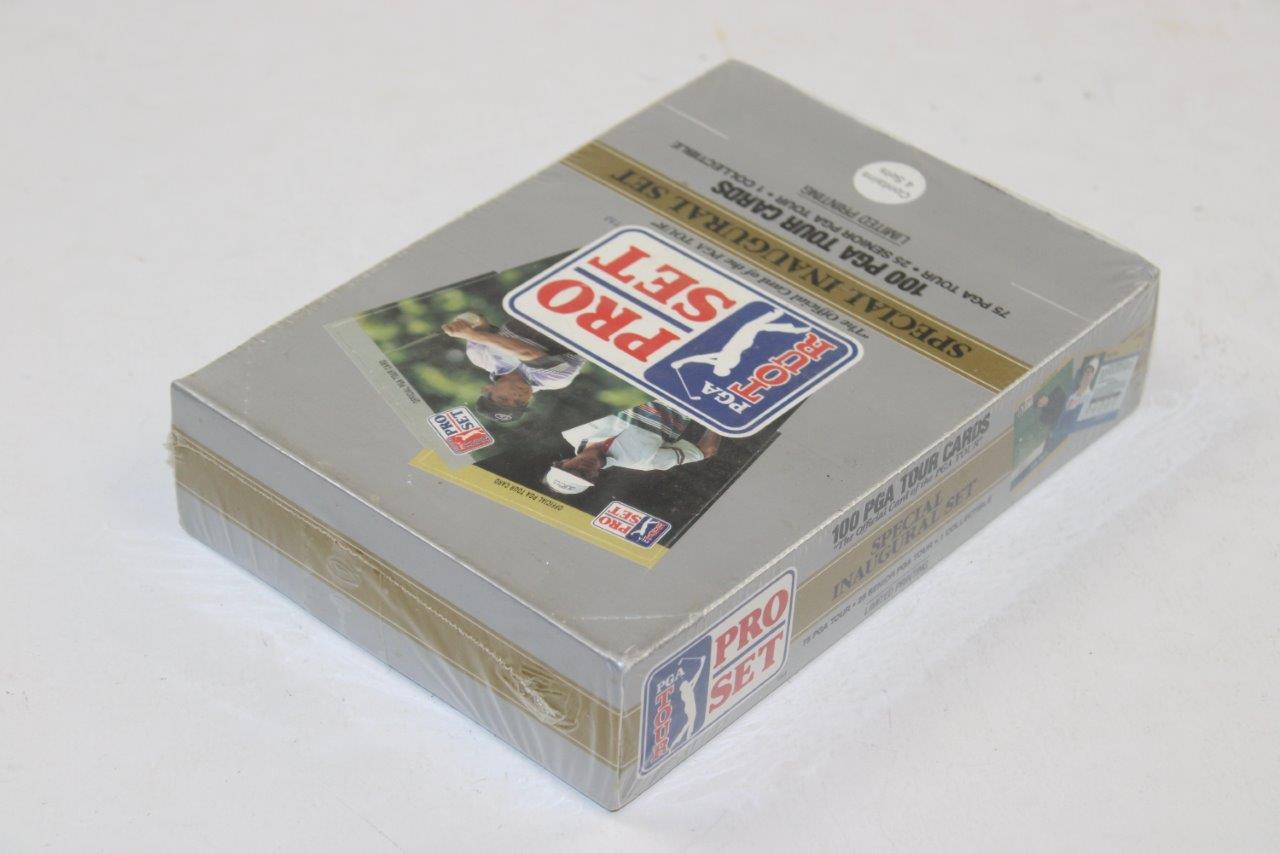 Contains
4 Sets
75 PGA TOUR • 25 SENIOR PGA TOUR • 1 COLLECTIBLE
100 PGA TOUR CARDS
LIMITED PRINTING
SPECIAL INAUGURAL SET
"The Official Card of the PGA TOUR"
TM
PGA
TOUR
PRO
SET
OFFICIAL PGA TOUR CARD
PRO
SET
OFFICIAL PGA TOUR CARD
PRO
SET
PGA
TOUR
PRO
SET
100 PGA TOUR CARDS
"The Official Card of the PGA TOUR"
SPECIAL
INAUGURAL SET
75 PGA TOUR • 25 SENIOR PGA TOUR • 1 COLLECTIBLE
LIMITED PRINTING